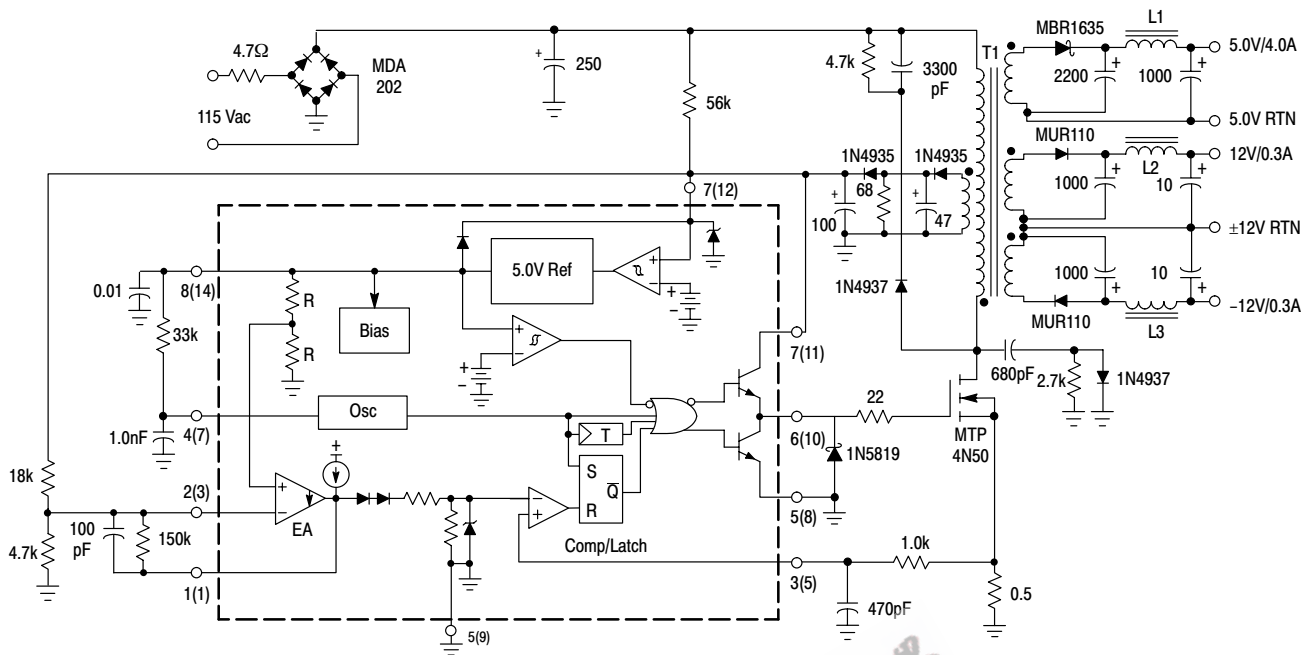 4.7Ω
MDA
202
115 Vac
+
250
56k
4.7k
3300
pF
T1
MBR1635
L1
5.0V/4.0A
+
2200
+
1000
5.0V RTN
MUR110
12V/0.3A
L2
+
1000
+
10
±12V RTN
1000
+
10
+
MUR110
L3
–12V/0.3A
1N4935
1N4935
+
100
68
+
47
7(12)
1N4937
680pF
2.7k
1N4937
8(14)
0.01
33k
R
R
Bias
5.0V Ref
+
–
+
–
+
–
+
–
7(11)
4(7)
1.0nF
Osc
T
S
R
Q
22
6(10)
1N5819
5(8)
MTP
4N50
18k
4.7k
2(3)
100
pF
150k
1(1)
+
–
EA
+
–
+
Comp/Latch
5(9)
3(5)
1.0k
470pF
0.5